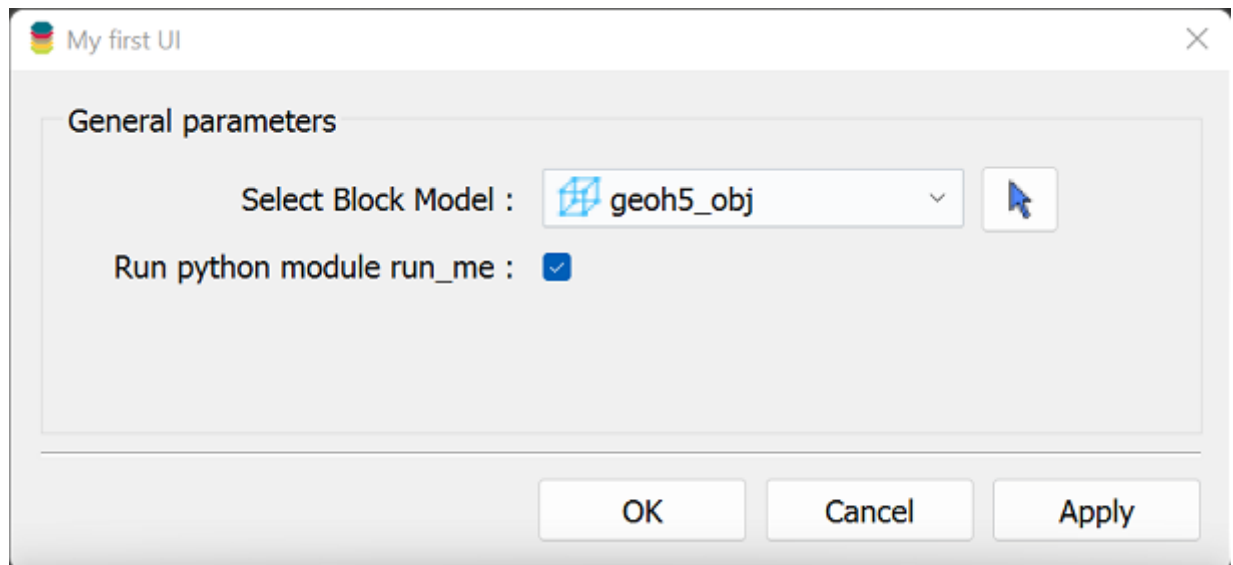 My first UI
General parameters
Select Block Model : geoh5_obj
Run python module run_me :
OK Cancel Apply